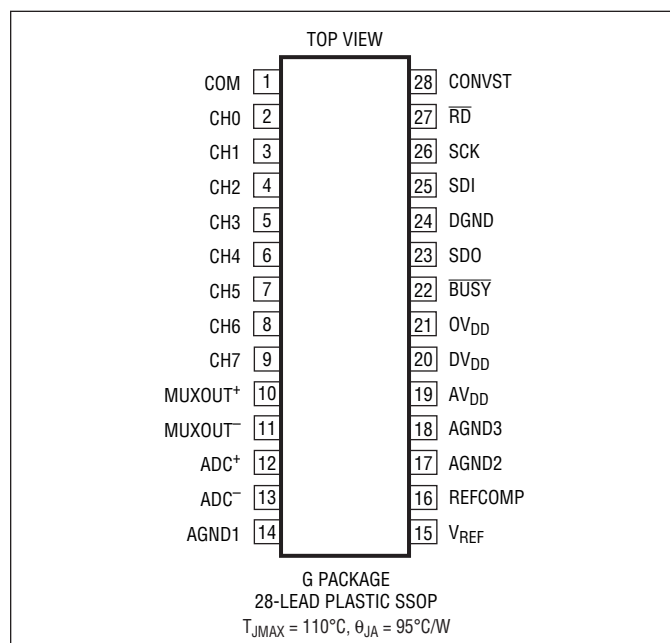 TOP VIEW
COM 1 28 CONVST
CH0 2 27 R̅D̅
CH1 3 26 SCK
CH2 4 25 SDI
CH3 5 24 DGND
CH4 6 23 SDO
CH5 7 22 B̅U̅S̅Y̅
CH6 8 21 OVDD
CH7 9 20 DVDD
MUXOUT+ 10 19 AVDD
MUXOUT– 11 18 AGND3
ADC+ 12 17 AGND2
ADC– 13 16 REFCOMP
AGND1 14 15 VREF
G PACKAGE
28-LEAD PLASTIC SSOP
TJMAX = 110°C, θJA = 95°C/W